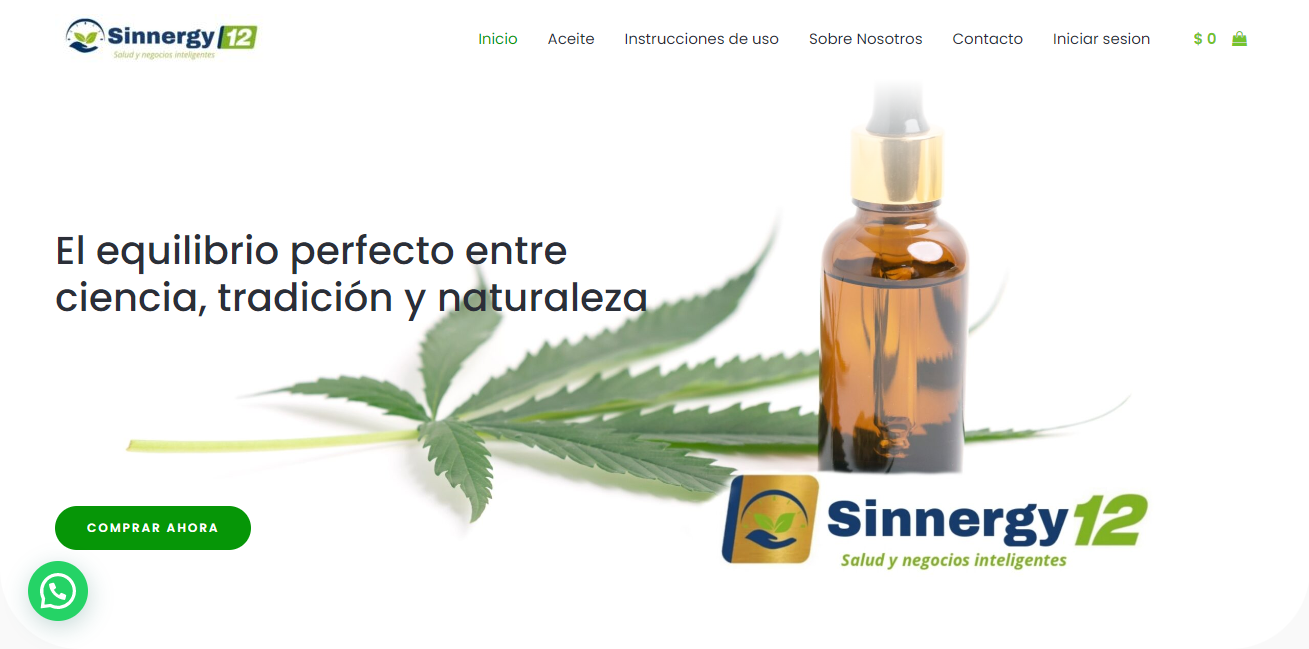 Sinnergy 12
Salud y negocios inteligentes
Inicio
Aceite
Instrucciones de uso
Sobre Nosotros
Contacto
Iniciar sesion
$ 0
El equilibrio perfecto entre
ciencia, tradición y naturaleza
COMPRAR AHORA
Sinnergy 12
Salud y negocios inteligentes